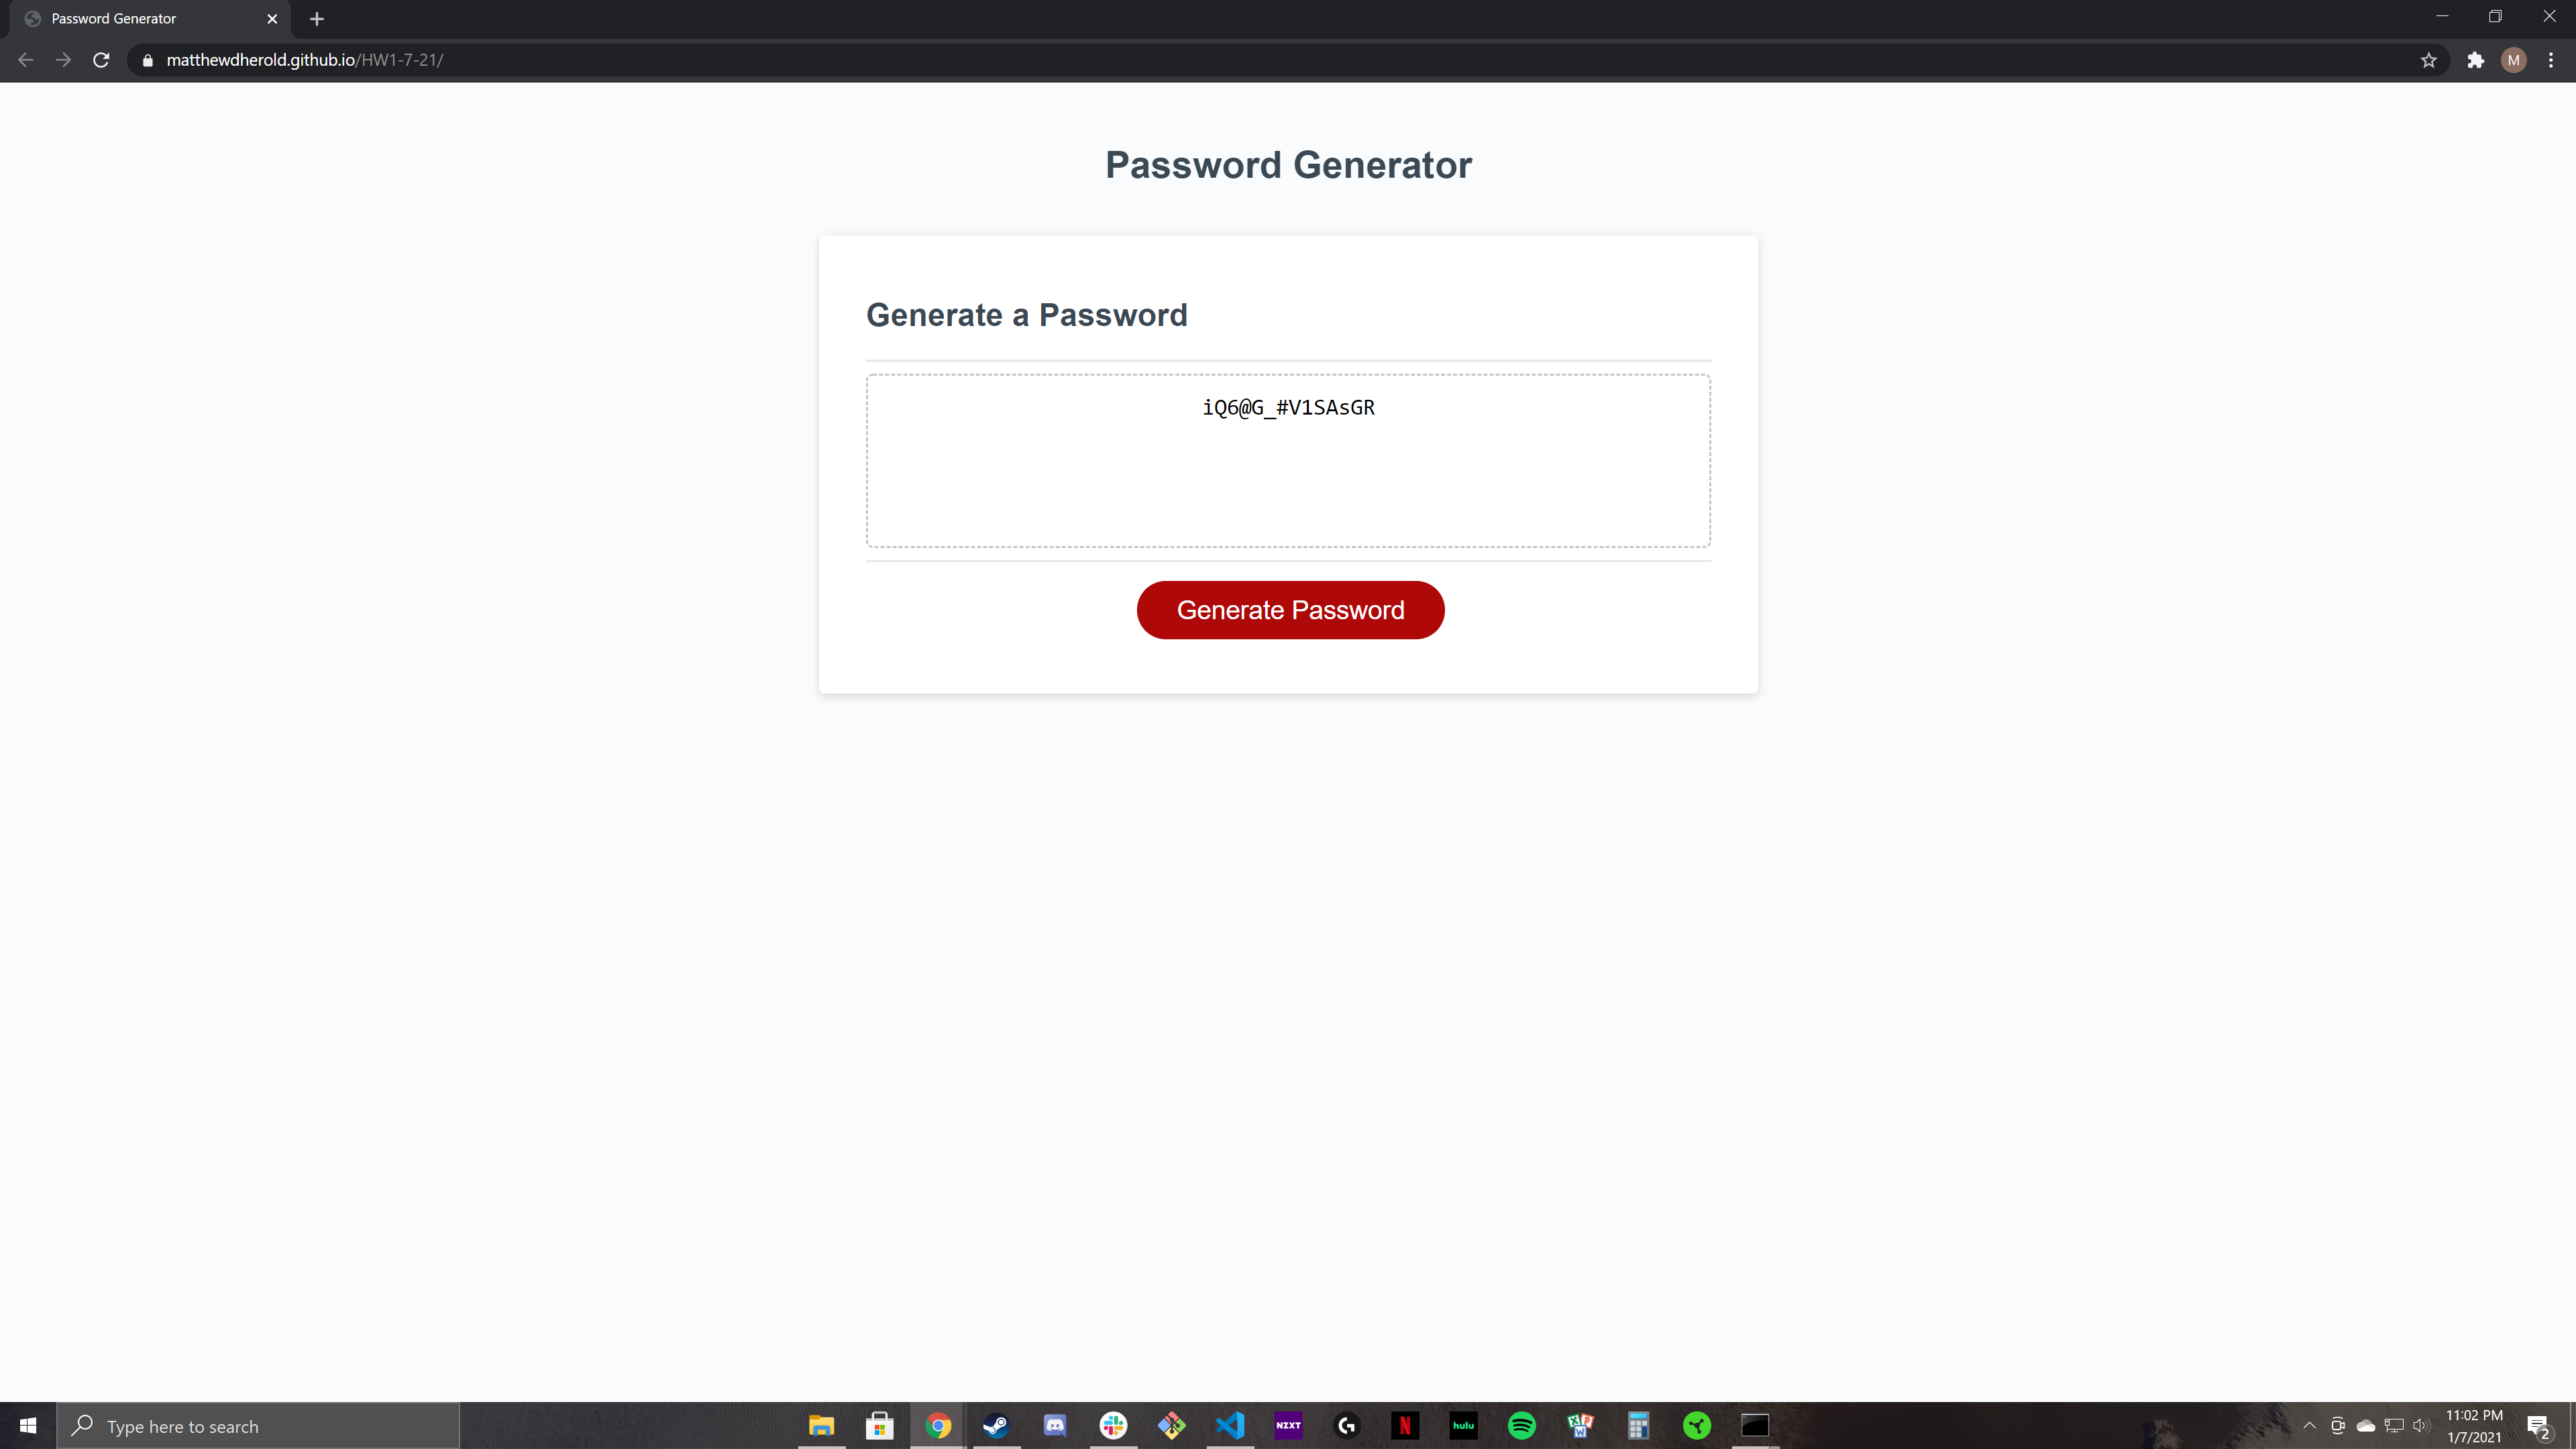 Password Generator
matthewdherold.github.io/HW1-7-21/
M
Password Generator
Generate a Password
iQ6@G_#V1SAsGR
Generate Password
Type here to search
NZXT
hulu
11:02 PM
1/7/2021
2